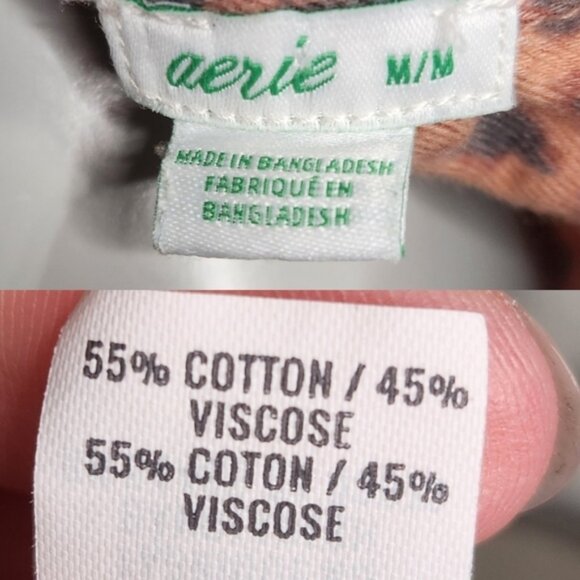 aerie M/M
MADE IN BANGLADESH
FABRIQUÉ EN
BANGLADESH
55% COTTON / 45%
VISCOSE
55% COTON / 45%
VISCOSE